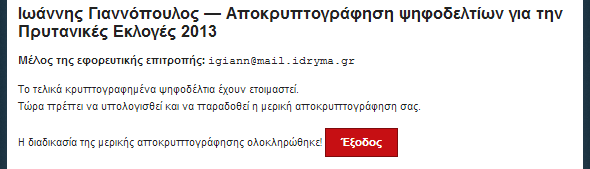 Ιωάννης Γιαννόπουλος — Αποκρυπτογράφηση ψηφοδελτίων για την
Πρυτανικές Εκλογές 2013
Μέλος της εφορευτικής επιτροπής: igiann@mail.idryma.gr
Το τελικά κρυπτογραφημένα ψηφοδέλτια έχουν ετοιμαστεί.
Τώρα πρέπει να υπολογισθεί και να παραδοθεί η μερική αποκρυπτογράφηση σας.
Η διαδικασία της μερικής αποκρυπτογράφησης ολοκληρώθηκε! Έξοδος